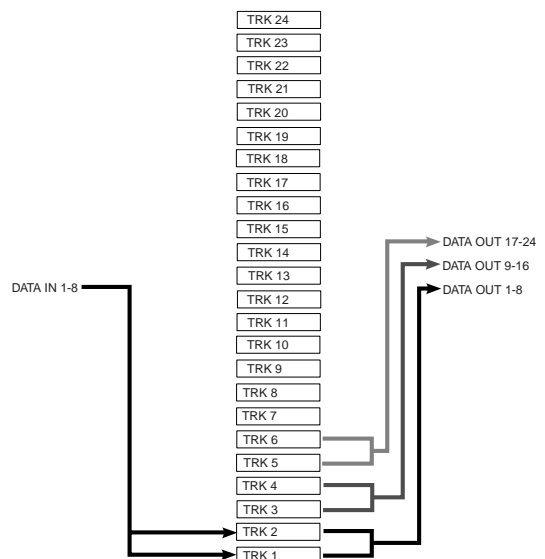 TRK 24
TRK 23
TRK 22
TRK 21
TRK 20
TRK 19
TRK 18
TRK 17
TRK 16
TRK 15
TRK 14
TRK 13
TRK 12
TRK 11
TRK 10
TRK 9
TRK 8
TRK 7
TRK 6
TRK 5
TRK 4
TRK 3
TRK 2
TRK 1
DATA IN 1-8
DATA OUT 17-24
DATA OUT 9-16
DATA OUT 1-8